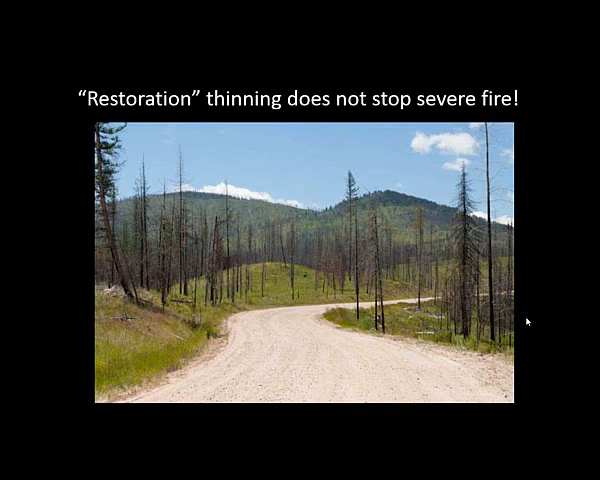 “Restoration” thinning does not stop severe fire!